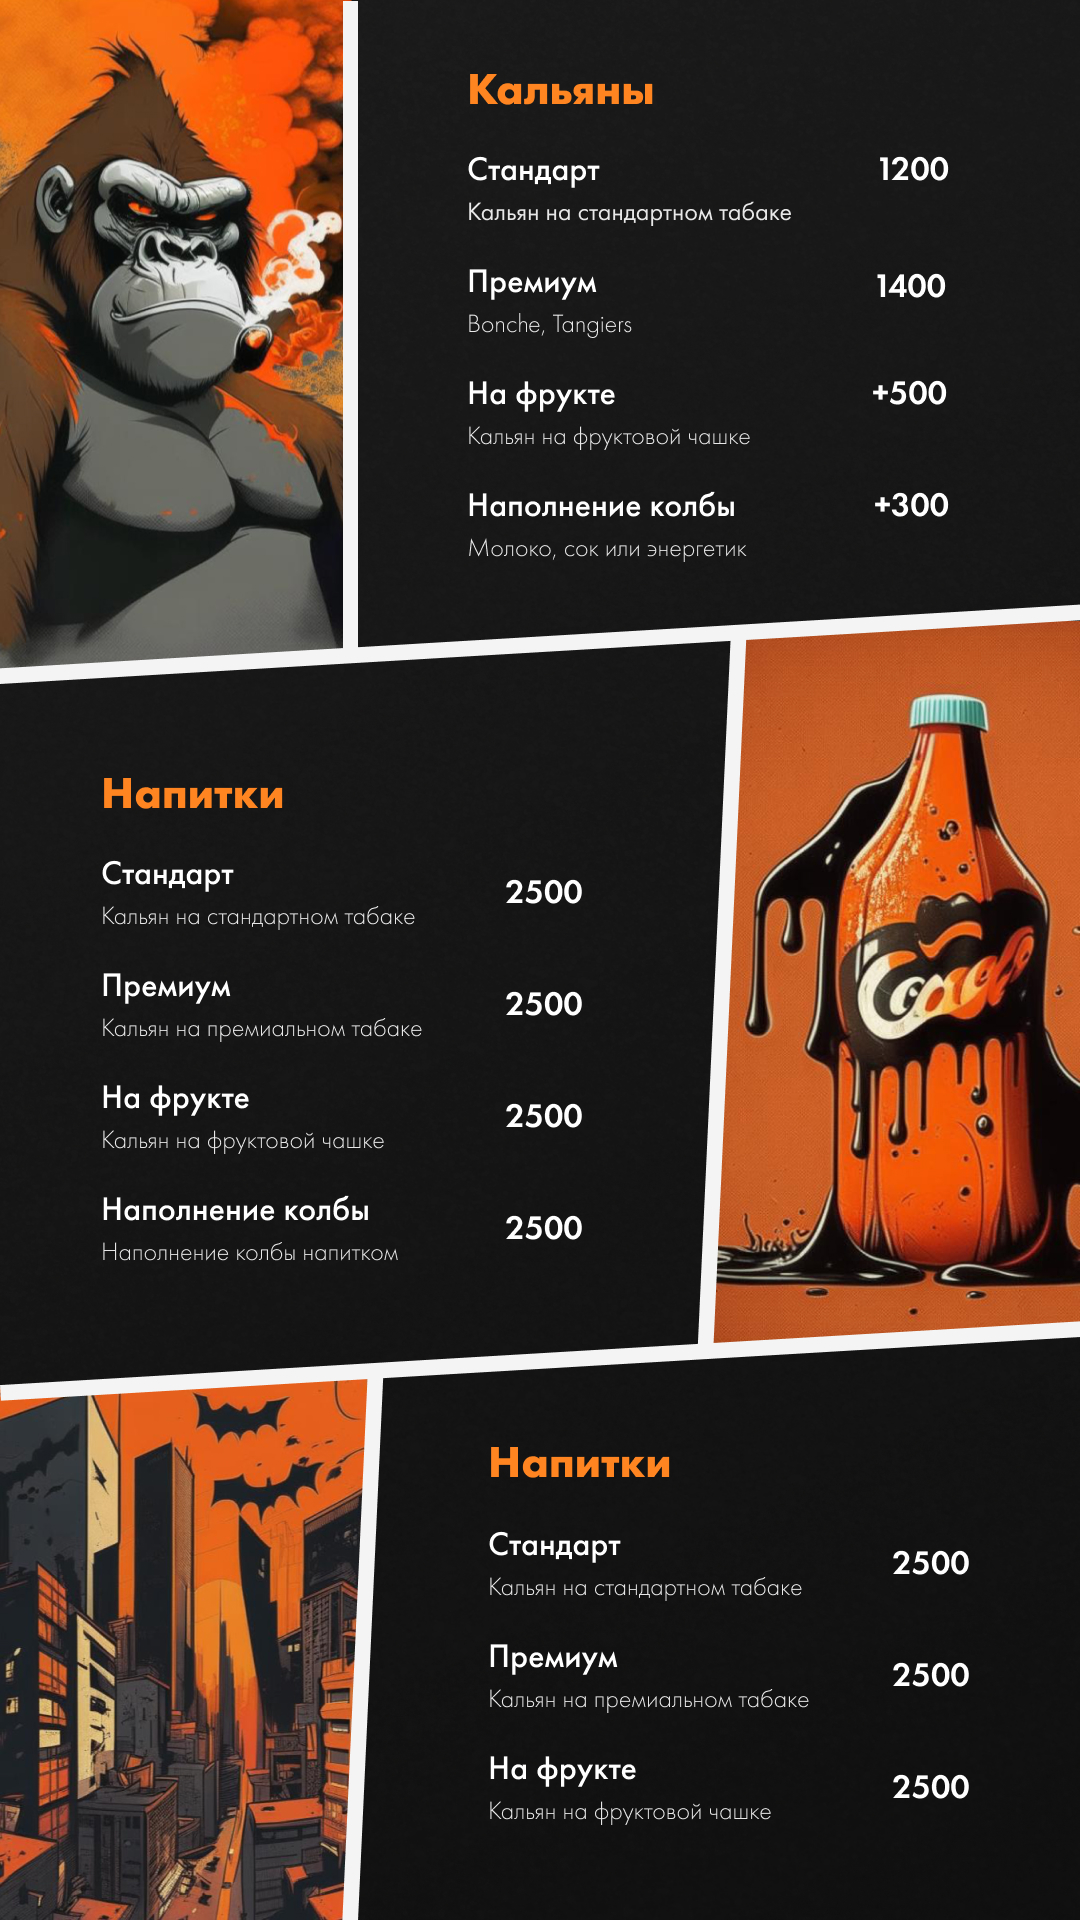 Кальяны
Стандарт 1200
Кальян на стандартном табаке
Премиум 1400
Bonche, Tangiers
На фрукте +500
Кальян на фруктовой чашке
Наполнение колбы +300
Молоко, сок или энергетик
Напитки
Стандарт 2500
Кальян на стандартном табаке
Премиум 2500
Кальян на премиальном табаке
На фрукте 2500
Кальян на фруктовой чашке
Наполнение колбы 2500
Наполнение колбы напитком
Напитки
Стандарт 2500
Кальян на стандартном табаке
Премиум 2500
Кальян на премиальном табаке
На фрукте 2500
Кальян на фруктовой чашке